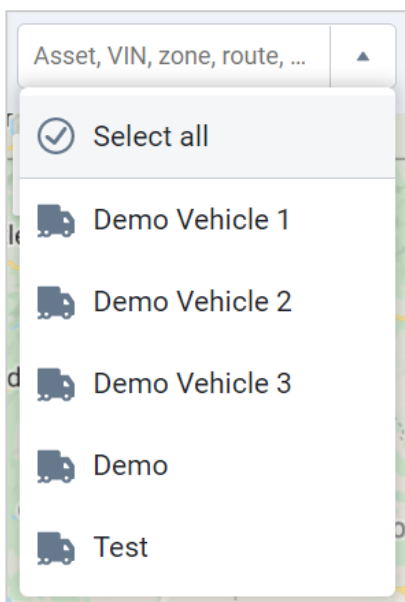 Asset, VIN, zone, route, ...
Select all
Demo Vehicle 1
Demo Vehicle 2
Demo Vehicle 3
Demo
Test